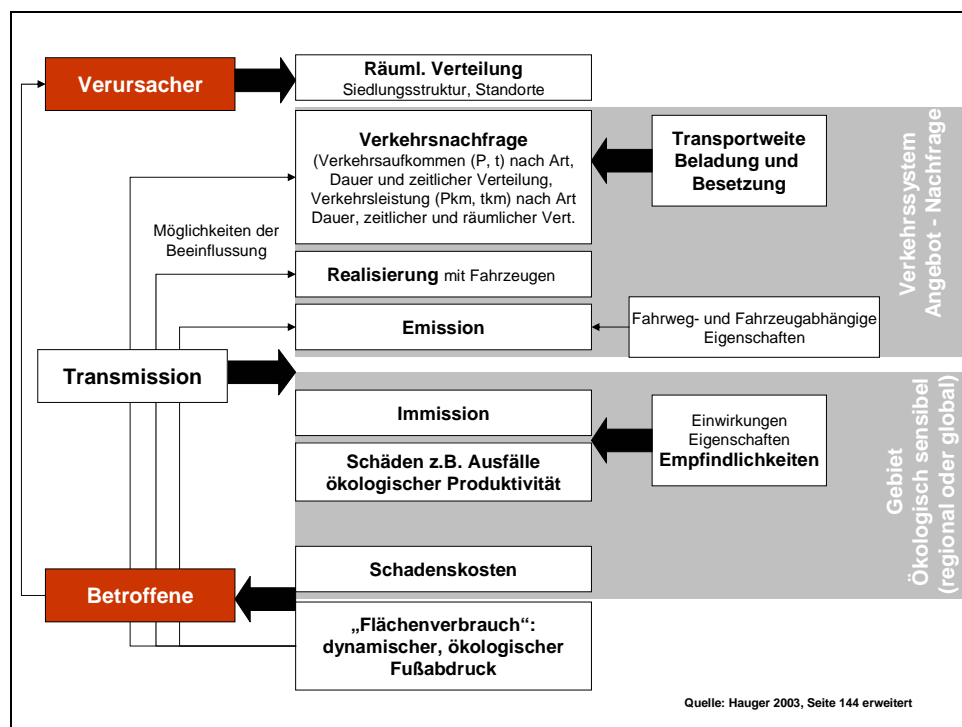 Verursacher
Räuml. Verteilung
Siedlungsstruktur, Standorte
Verkehrsnachfrage
(Verkehrsaufkommen (P, t) nach Art,
Dauer und zeitlicher Verteilung,
Verkehrsleistung (Pkm, tkm) nach Art
Dauer, zeitlicher und räumlicher Vert.
Transportweite
Beladung und
Besetzung
Verkehrssystem
Angebot - Nachfrage
Möglichkeiten der
Beeinflussung
Realisierung mit Fahrzeugen
Emission
Fahrweg- und Fahrzeugabhängige
Eigenschaften
Transmission
Immission
Schäden z.B. Ausfälle
ökologischer Produktivität
Einwirkungen
Eigenschaften
Empfindlichkeiten
Gebiet
Ökologisch sensibel
(regional oder global)
Schadenskosten
Betroffene
„Flächenverbrauch“:
dynamischer, ökologischer
Fußabdruck
Quelle: Hauger 2003, Seite 144 erweitert